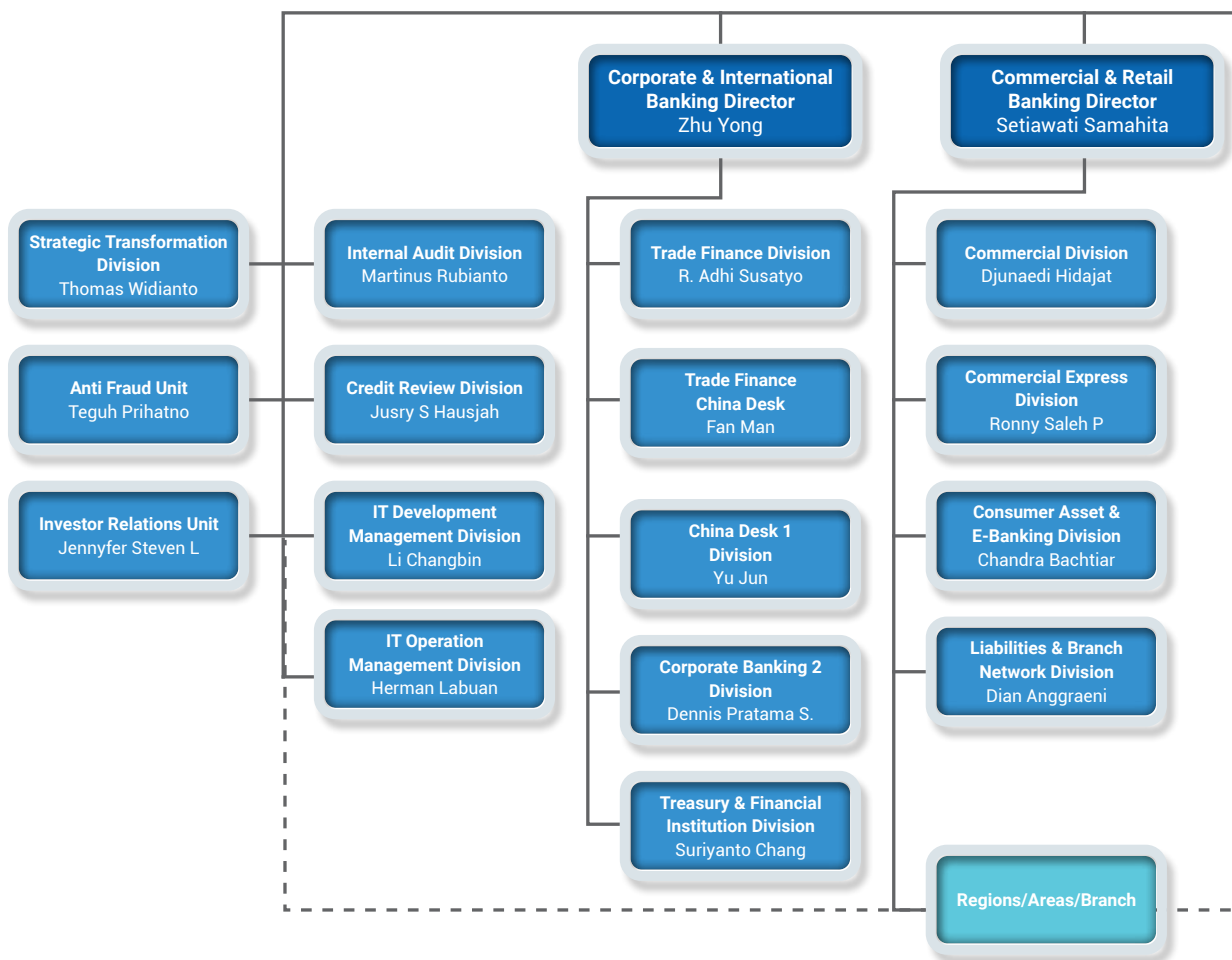 Corporate & International
Banking Director
Zhu Yong
Commercial & Retail
Banking Director
Setiawati Samahita
Strategic Transformation
Division
Thomas Widianto
Internal Audit Division
Martinus Rubianto
Trade Finance Division
R. Adhi Susatyo
Commercial Division
Djunaedi Hidajat
Anti Fraud Unit
Teguh Prihatno
Credit Review Division
Jusry S Hausjah
Trade Finance
China Desk
Fan Man
Commercial Express
Division
Ronny Saleh P
Investor Relations Unit
Jennyfer Steven L
IT Development
Management Division
Li Changbin
China Desk 1
Division
Yu Jun
Consumer Asset &
E-Banking Division
Chandra Bachtiar
IT Operation
Management Division
Herman Labuan
Corporate Banking 2
Division
Dennis Pratama S.
Liabilities & Branch
Network Division
Dian Anggraeni
Treasury & Financial
Institution Division
Suriyanto Chang
Regions/Areas/Branch